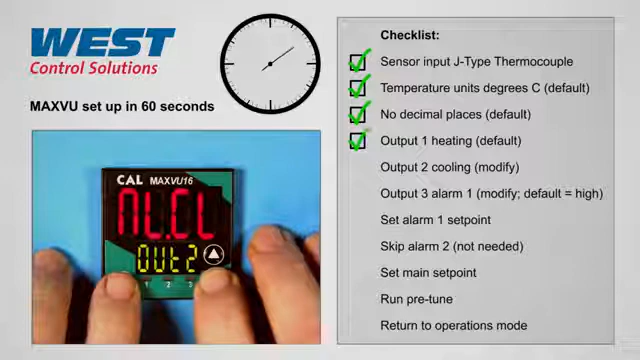 WEST
Control Solutions
MAXVU set up in 60 seconds
CAL MAXVU16
AL.CL
OUt2
1 2 3
Checklist:
Sensor input J-Type Thermocouple
Temperature units degrees C (default)
No decimal places (default)
Output 1 heating (default)
Output 2 cooling (modify)
Output 3 alarm 1 (modify; default = high)
Set alarm 1 setpoint
Skip alarm 2 (not needed)
Set main setpoint
Run pre-tune
Return to operations mode